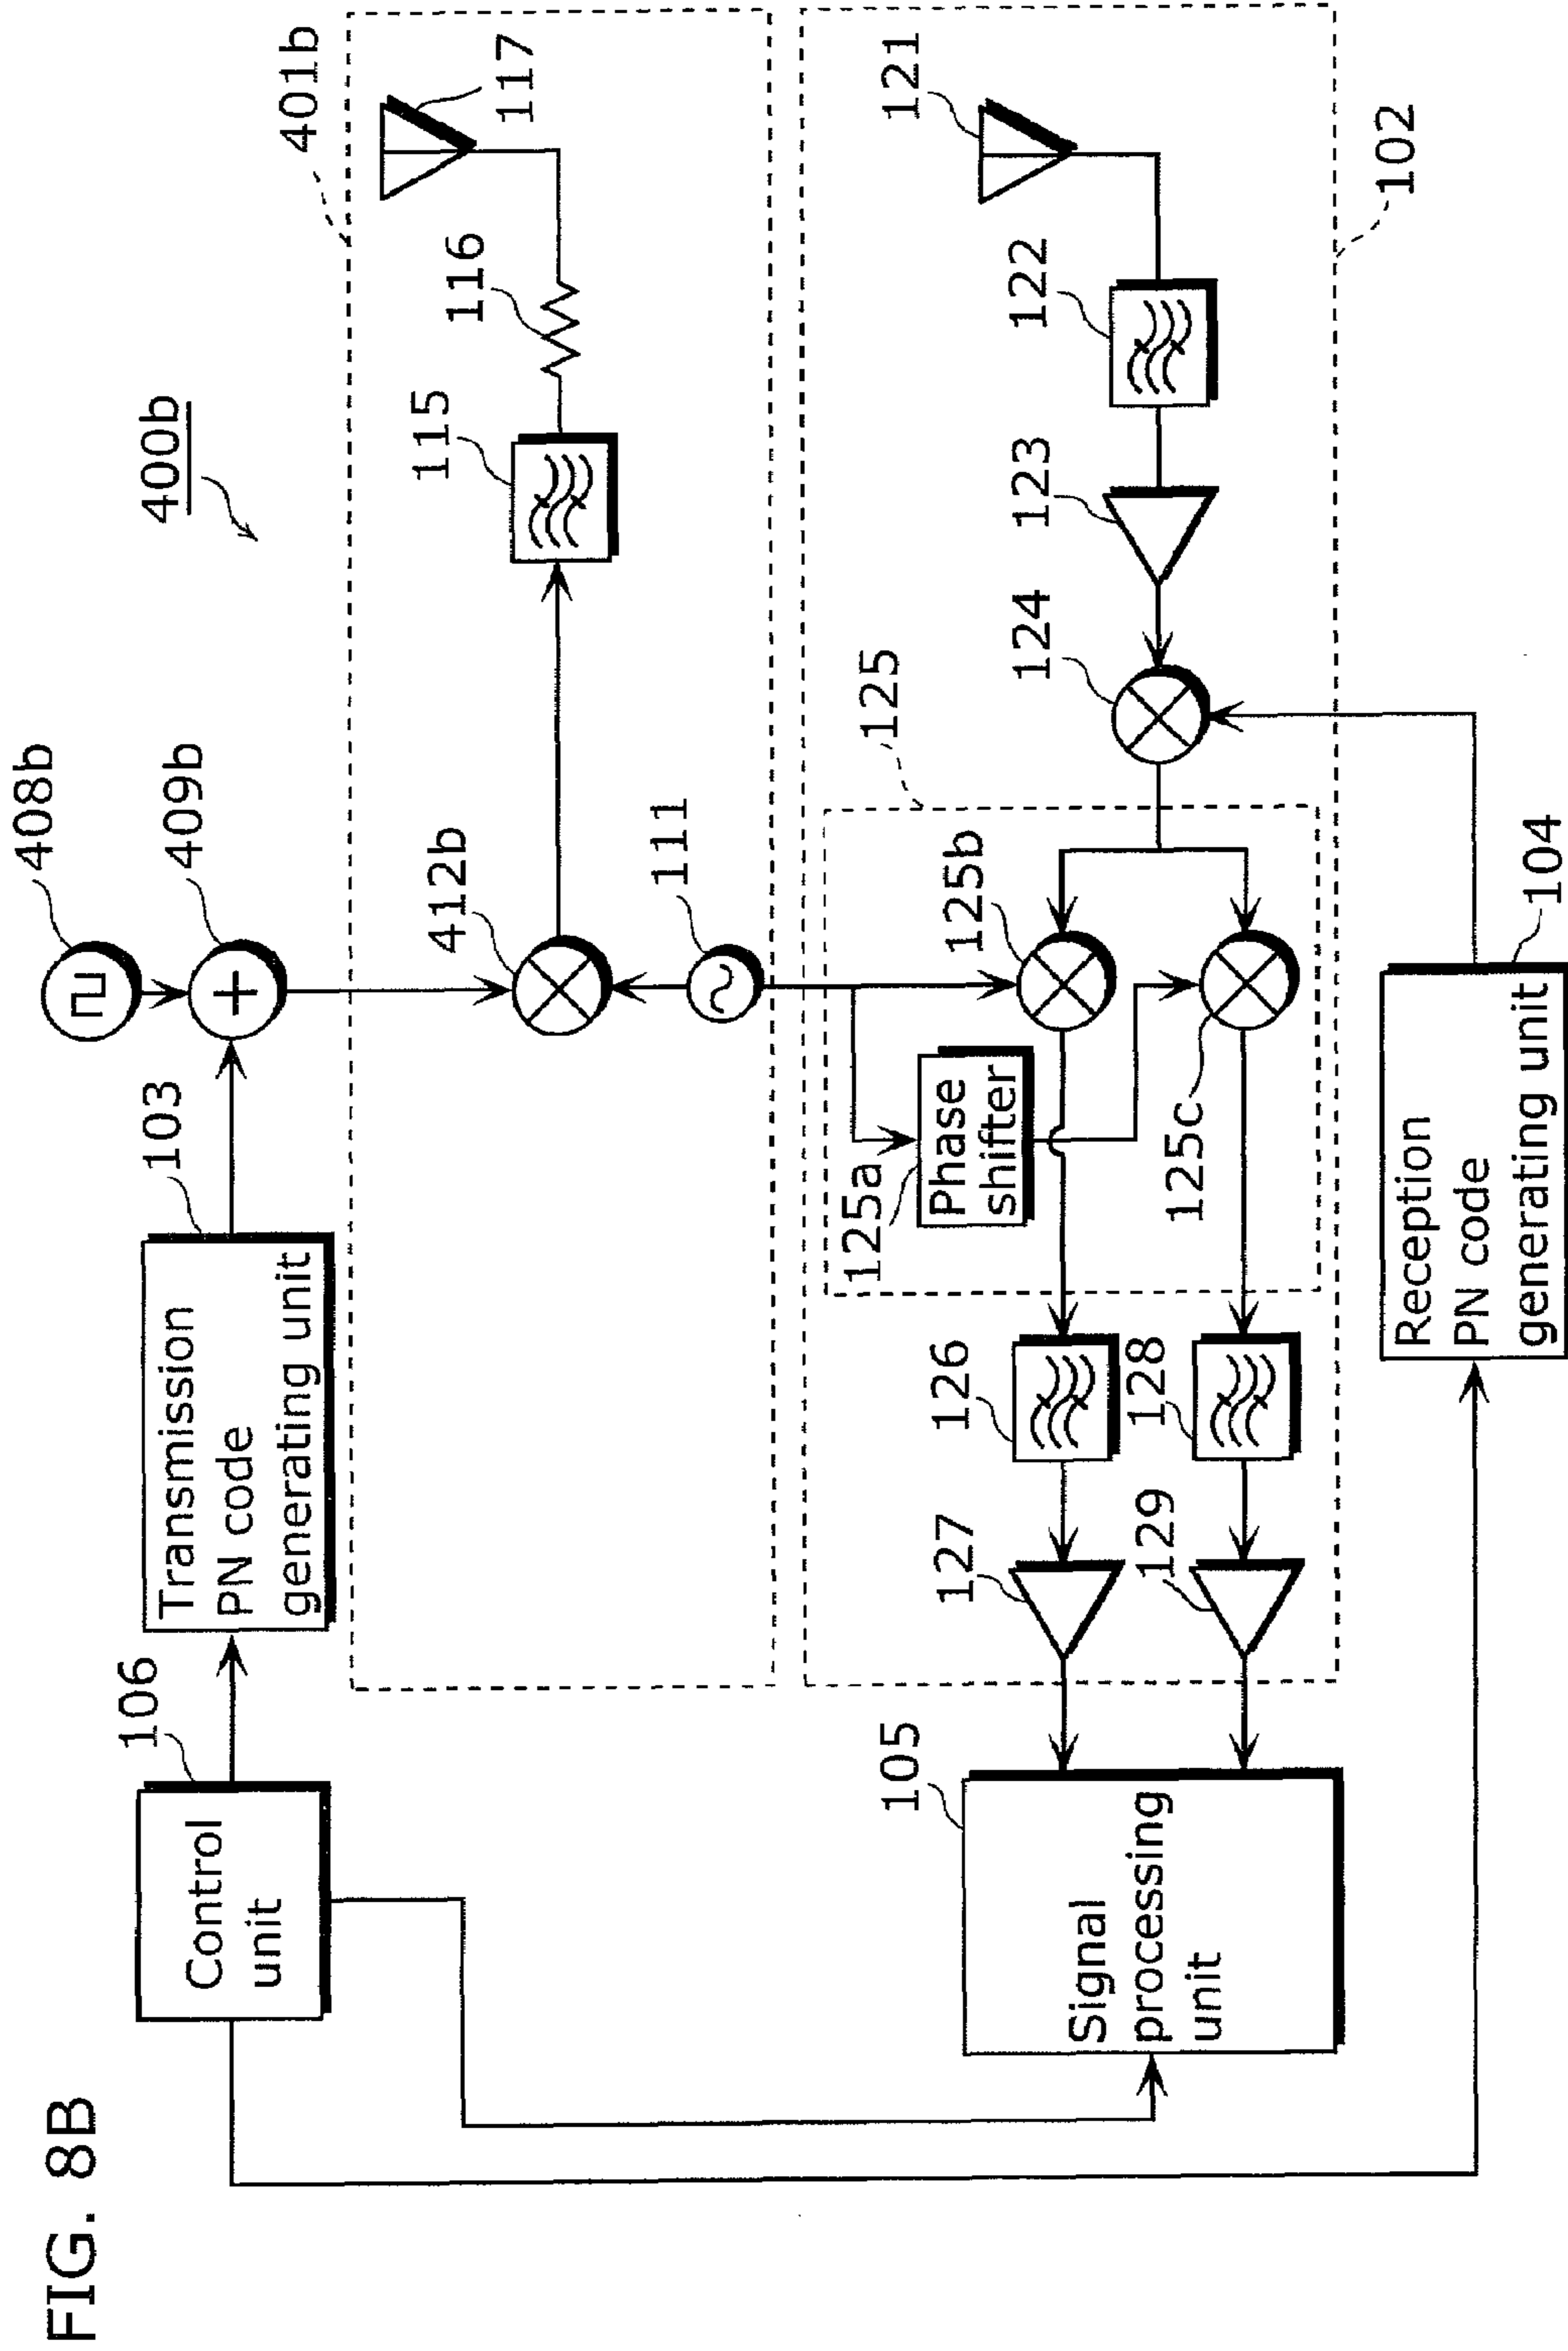 FIG. 8B
400b
408b
409b
106
Control
unit
103
Transmission
PN code
generating unit
401b
412b
111
115
116
117
105
Signal
processing
unit
127
129
126
128
125
125a
Phase
shifter
125b
125c
124
123
122
121
102
Reception
PN code
generating unit
104